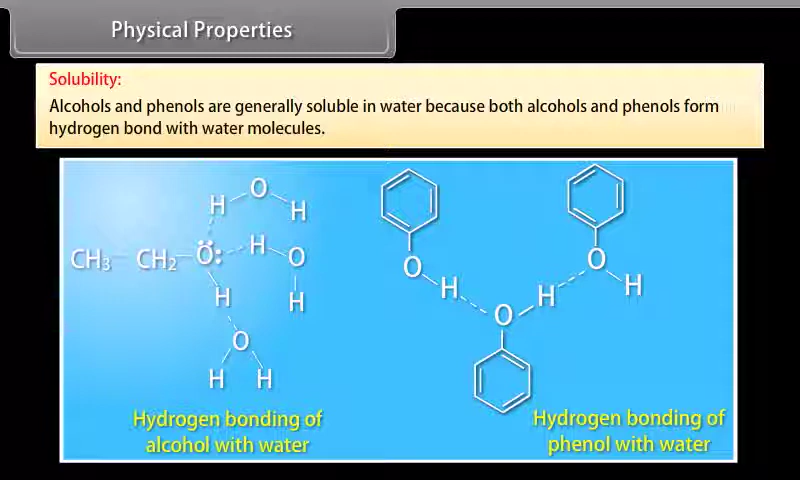 Physical Properties
Solubility:
Alcohols and phenols are generally soluble in water because both alcohols and phenols form
hydrogen bond with water molecules.
H O H
CH3 CH2 O H O
H H
O
H H
O H O H
O H
Hydrogen bonding of
alcohol with water
Hydrogen bonding of
phenol with water